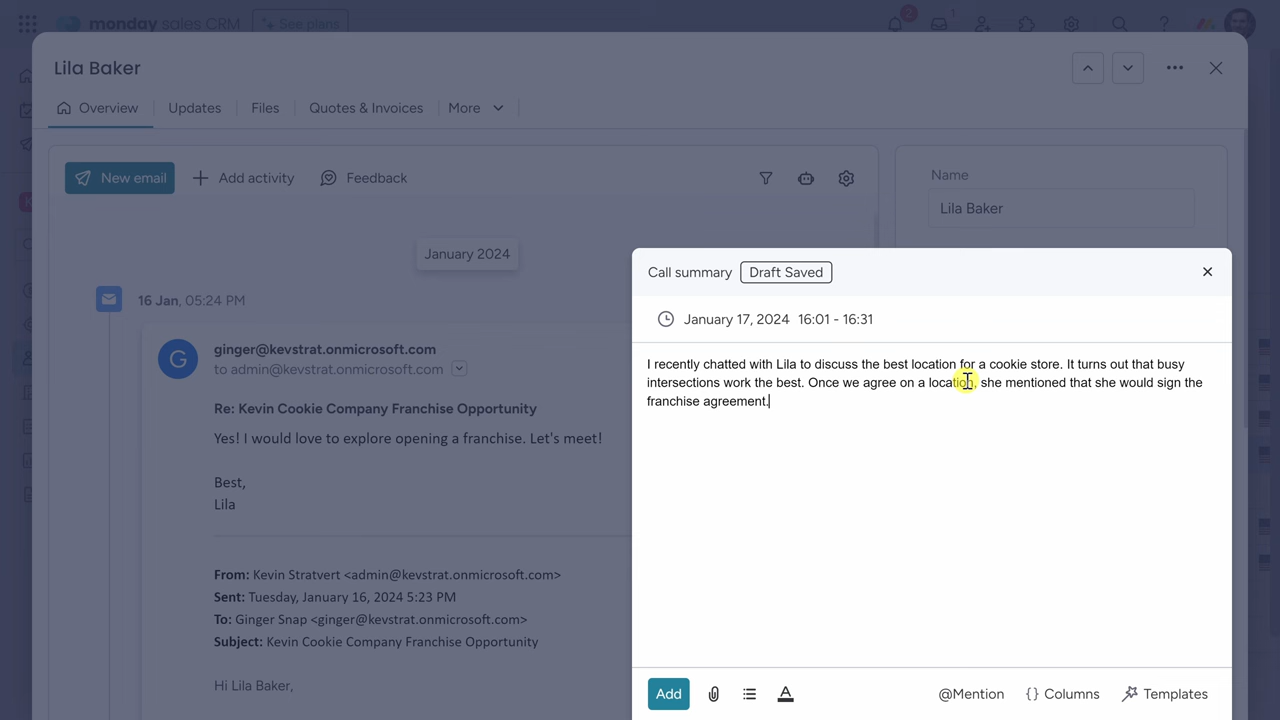 monday sales CRM
See plans
2
1
Lila Baker
Overview
Updates
Files
Quotes & Invoices
More
New email
Add activity
Feedback
Name
Lila Baker
January 2024
16 Jan, 05:24 PM
G
ginger@kevstrat.onmicrosoft.com
to admin@kevstrat.onmicrosoft.com
Re: Kevin Cookie Company Franchise Opportunity
Yes! I would love to explore opening a franchise. Let's meet!
Best,
Lila
From: Kevin Stratvert <admin@kevstrat.onmicrosoft.com>
Sent: Tuesday, January 16, 2024 5:23 PM
To: Ginger Snap <ginger@kevstrat.onmicrosoft.com>
Subject: Kevin Cookie Company Franchise Opportunity
Hi Lila Baker,
Call summary
Draft Saved
January 17, 2024 16:01 - 16:31
I recently chatted with Lila to discuss the best location for a cookie store. It turns out that busy
intersections work the best. Once we agree on a location, she mentioned that she would sign the
franchise agreement.
Add
@Mention
{} Columns
Templates